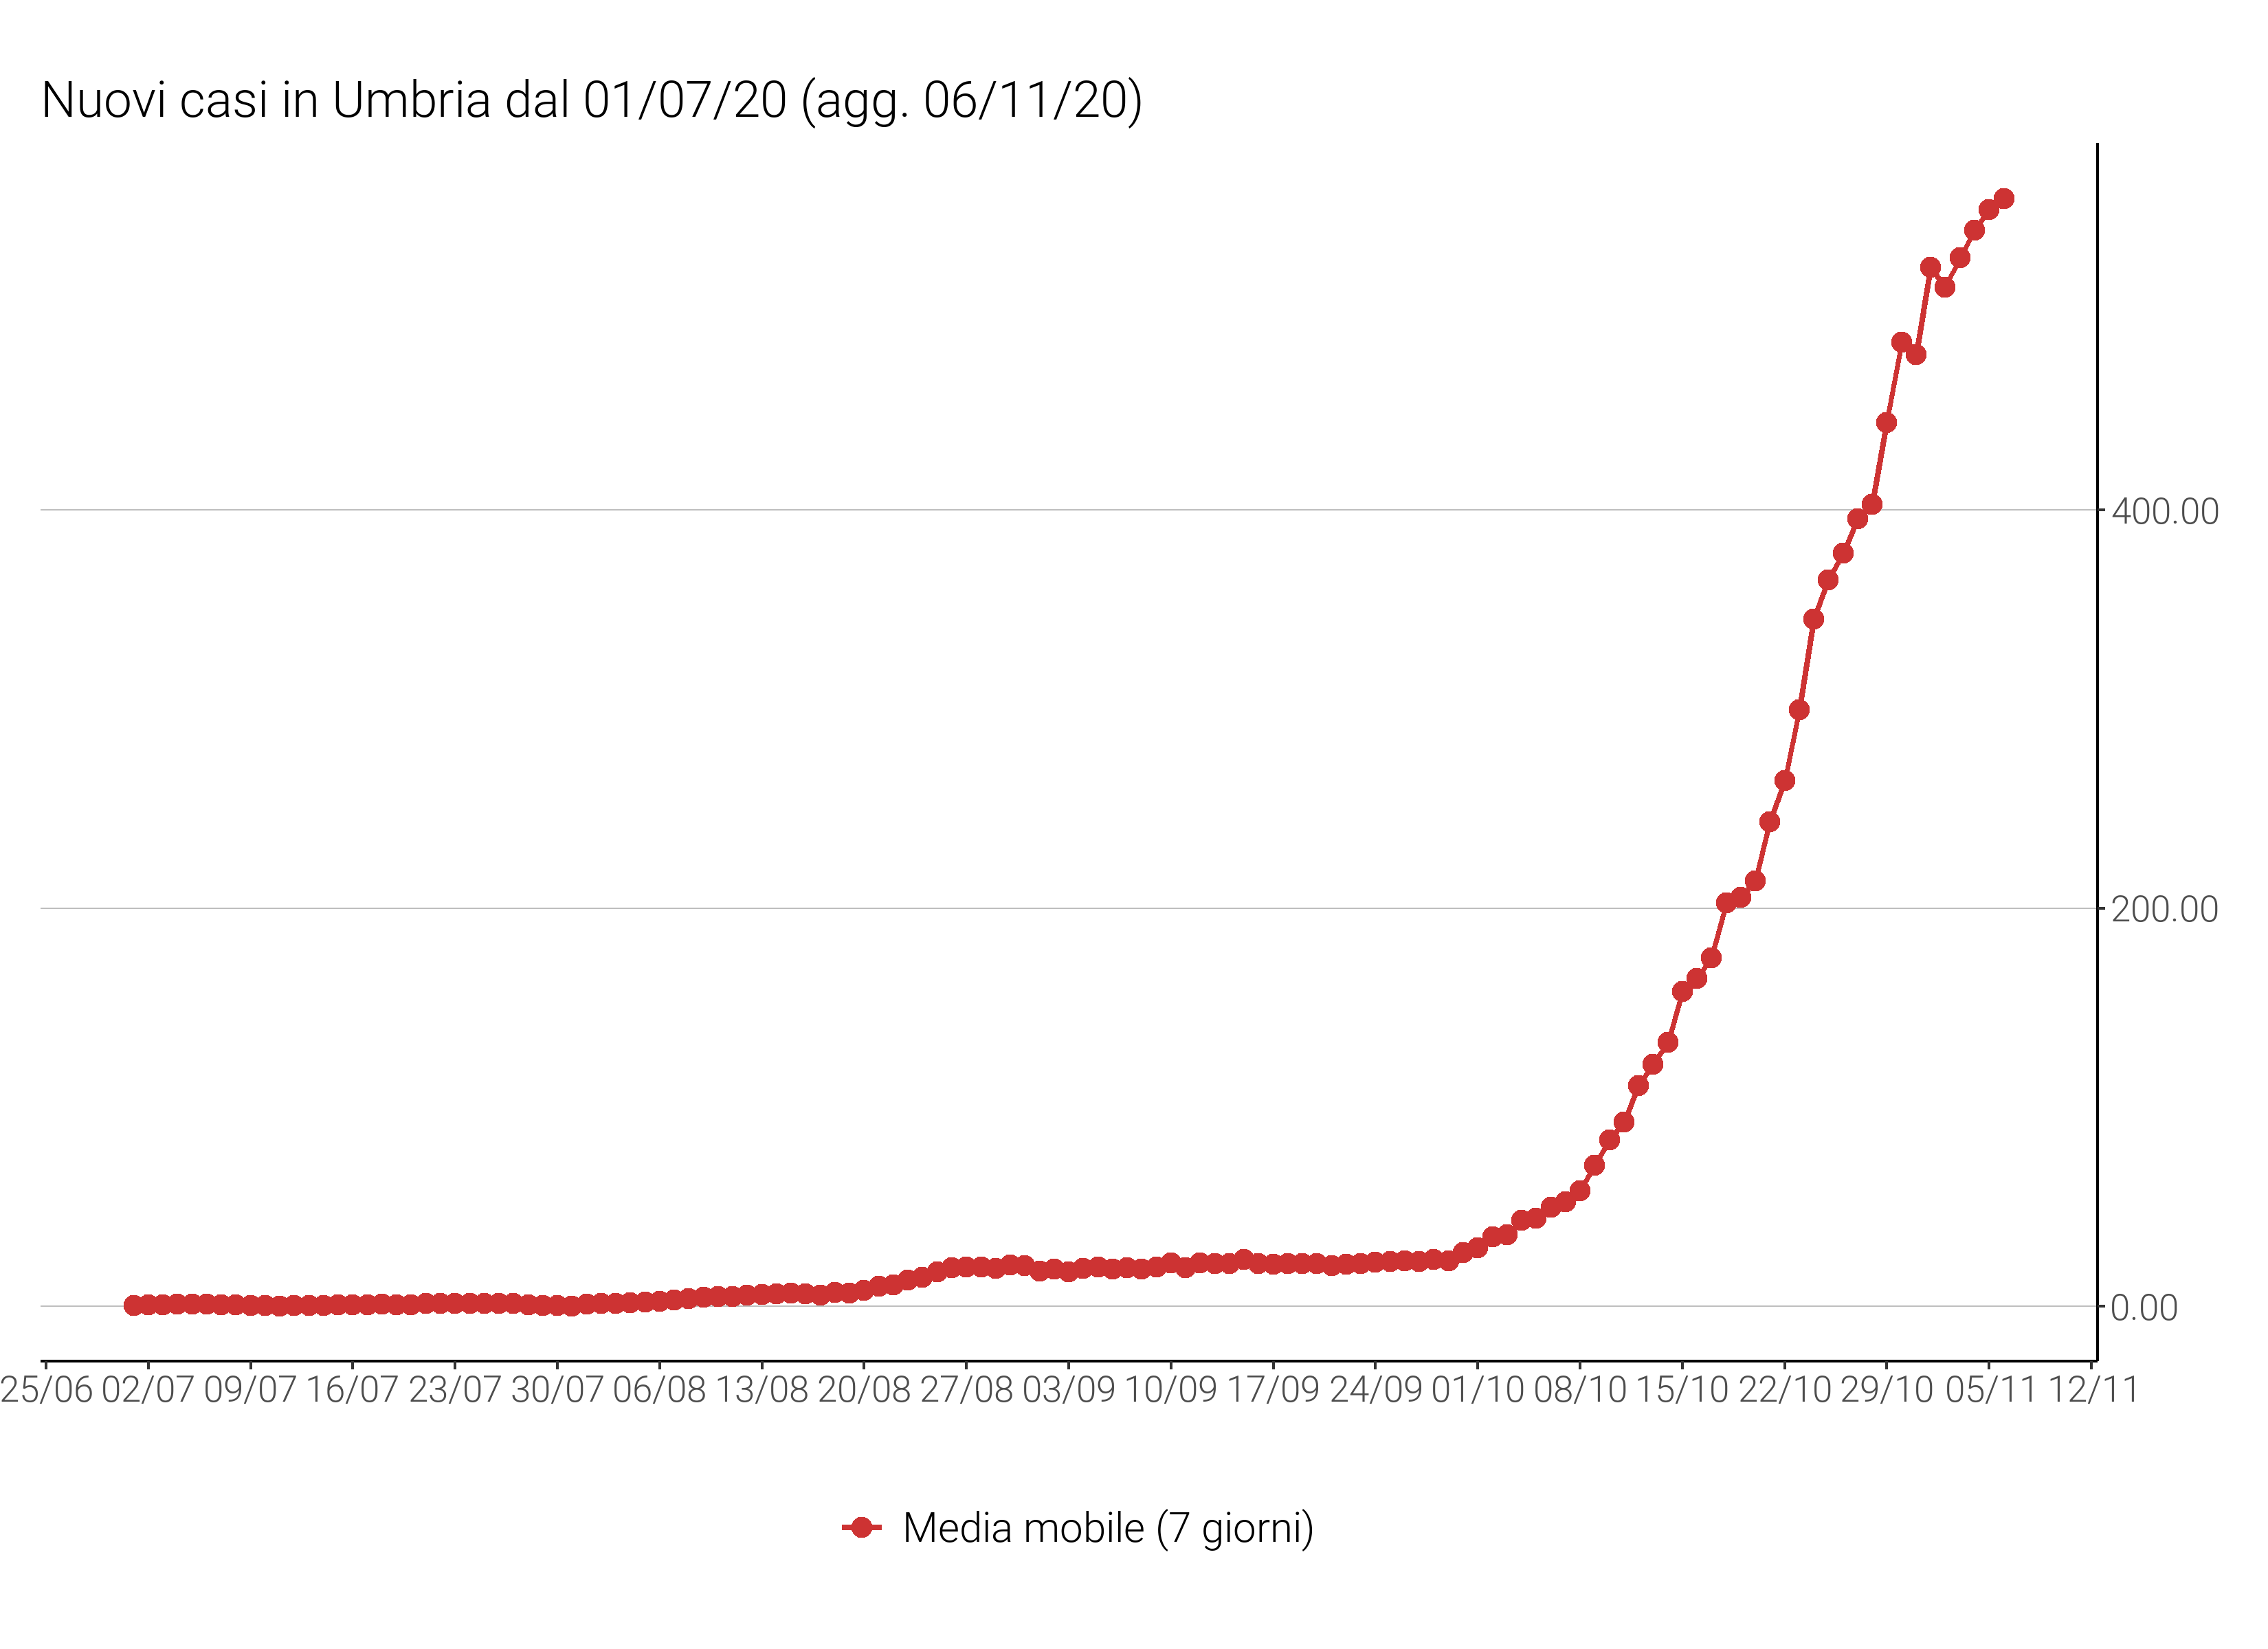 Nuovi casi in Umbria dal 01/07/20 (agg. 06/11/20)
400.00
200.00
0.00
25/06 02/07 09/07 16/07 23/07 30/07 06/08 13/08 20/08 27/08 03/09 10/09 17/09 24/09 01/10 08/10 15/10 22/10 29/10 05/11 12/11
Media mobile (7 giorni)